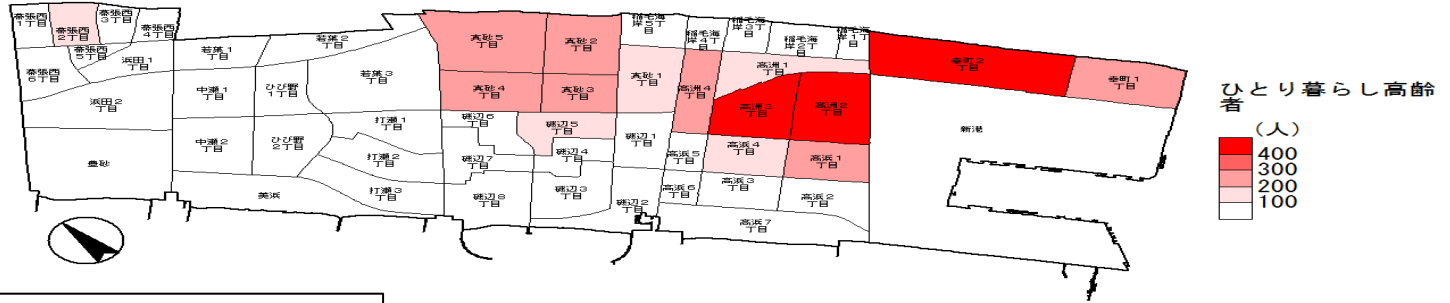 幕張西
1丁目
幕張西
2丁目
幕張西
3丁目
幕張西
4丁目
幕張西
5丁目
幕張西
6丁目
浜田1
丁目
浜田2
丁目
豊砂
若葉1
丁目
若葉2
丁目
若葉3
丁目
中瀬1
丁目
中瀬2
丁目
ひび野
1丁目
ひび野
2丁目
美浜
打瀬1
丁目
打瀬2
丁目
打瀬3
丁目
真砂5
丁目
真砂2
丁目
真砂4
丁目
真砂3
丁目
真砂1
丁目
磯辺6
丁目
磯辺5
丁目
磯辺7
丁目
磯辺4
丁目
磯辺8
丁目
磯辺3
丁目
磯辺1
丁目
磯辺2
丁目
稲毛海
岸5丁
目
稲毛海
岸4丁
目
稲毛海
岸3丁
目
稲毛海
岸2丁
目
稲毛海
岸1丁
目
高洲1
丁目
高洲4
丁目
高洲3
丁目
高洲2
丁目
高浜5
丁目
高浜4
丁目
高浜1
丁目
高浜6
丁目
高浜3
丁目
高浜2
丁目
高浜7
丁目
幸町2
丁目
幸町1
丁目
新港
ひとり暮らし高齢
者
(人)
400
300
200
100